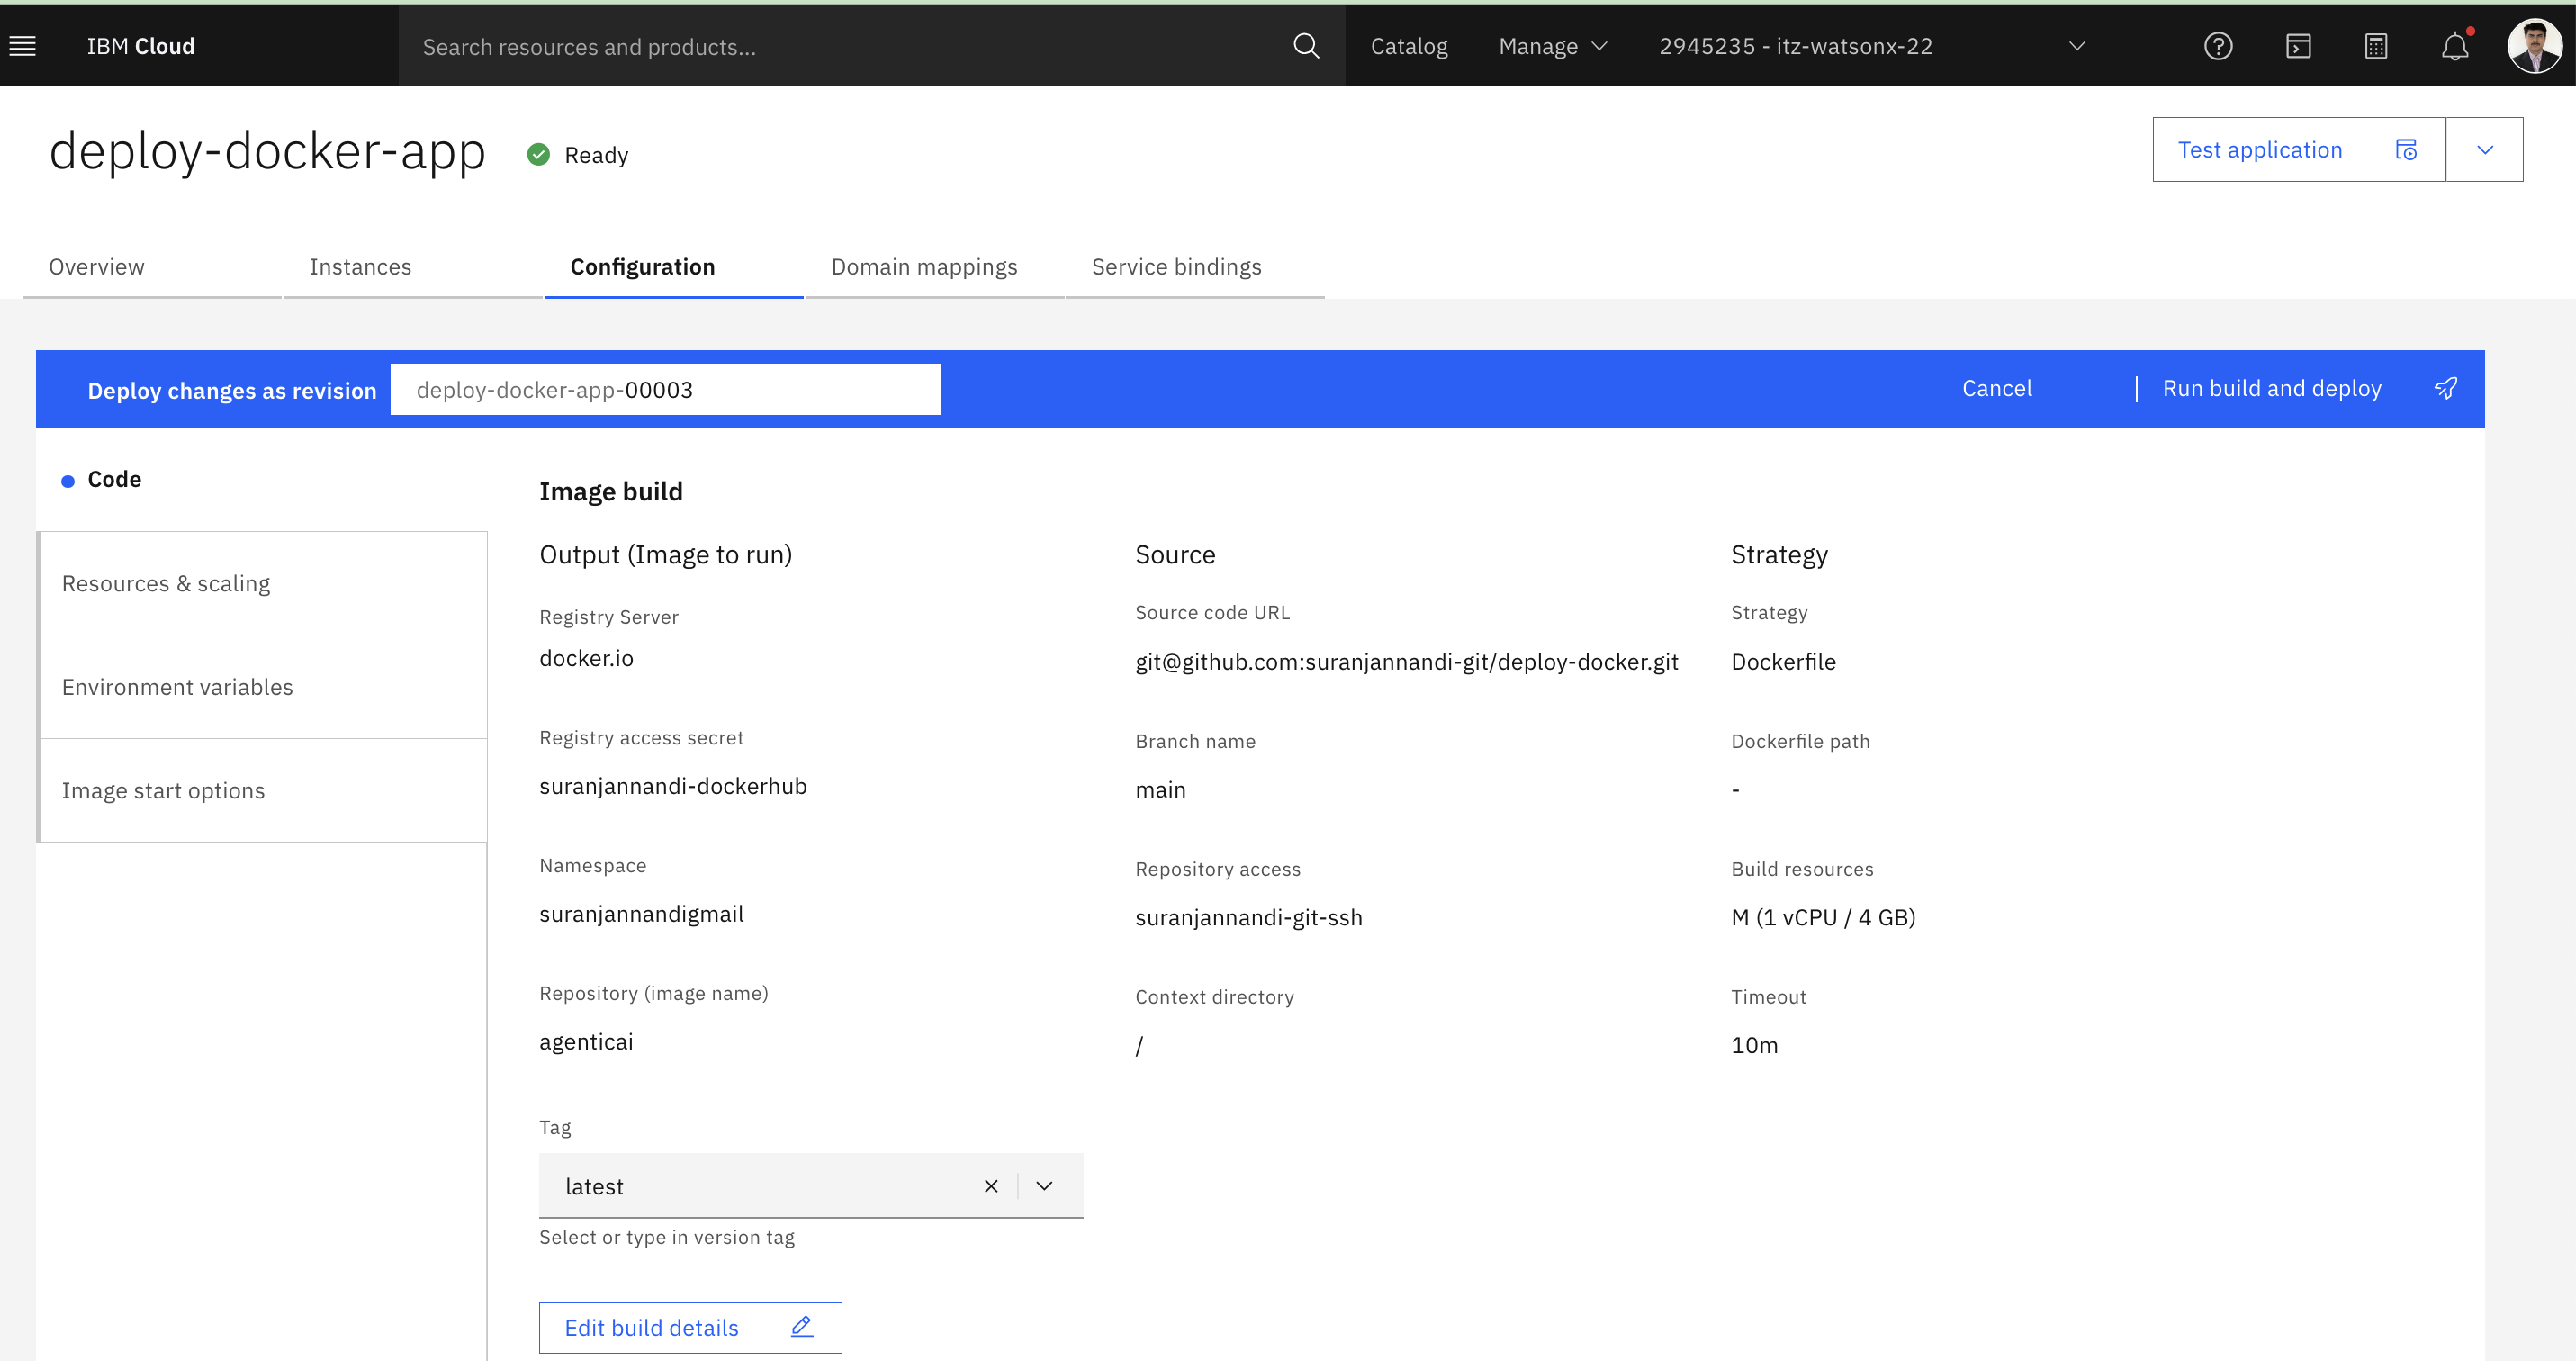 IBM Cloud
Search resources and products...
Catalog
Manage
2945235 - itz-watsonx-22
deploy-docker-app
Ready
Test application
Overview
Instances
Configuration
Domain mappings
Service bindings
Deploy changes as revision
deploy-docker-app-00003
Cancel
Run build and deploy
Code
Resources & scaling
Environment variables
Image start options
Image build
Output (Image to run)
Registry Server
docker.io
Registry access secret
suranjannandi-dockerhub
Namespace
suranjannandigmail
Repository (image name)
agenticai
Tag
latest
Select or type in version tag
Edit build details
Source
Source code URL
git@github.com:suranjannandi-git/deploy-docker.git
Branch name
main
Repository access
suranjannandi-git-ssh
Context directory
/
Strategy
Strategy
Dockerfile
Dockerfile path
-
Build resources
M (1 vCPU / 4 GB)
Timeout
10m